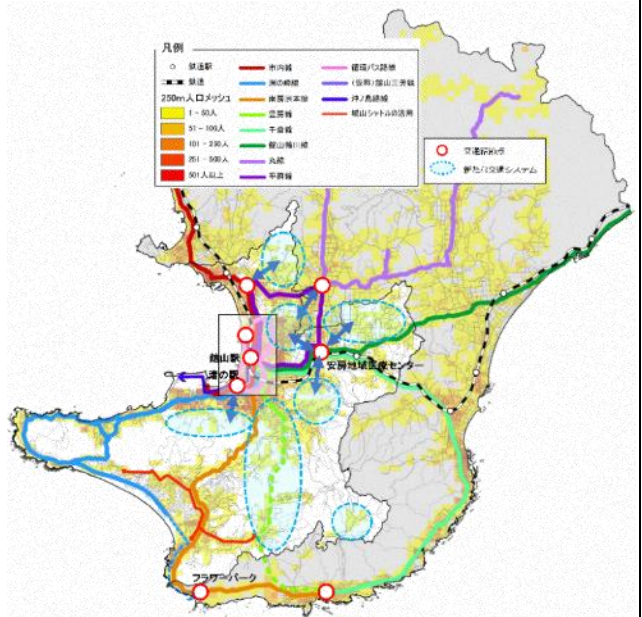 凡例
鉄道駅
鉄道
250m人口メッシュ
1 - 50人
51 - 100人
101 - 250人
251 - 500人
501人以上
市内線
洲の崎線
南房州本線
豊房線
千倉線
館山鴨川線
丸線
平群線
循環バス路線
(仮称)館山三芳線
沖ノ島航線
館山シャトルの活用
交通結節点
新たな交通システム
館山駅
渚の駅
安房地域医療センター
フラワーパーク